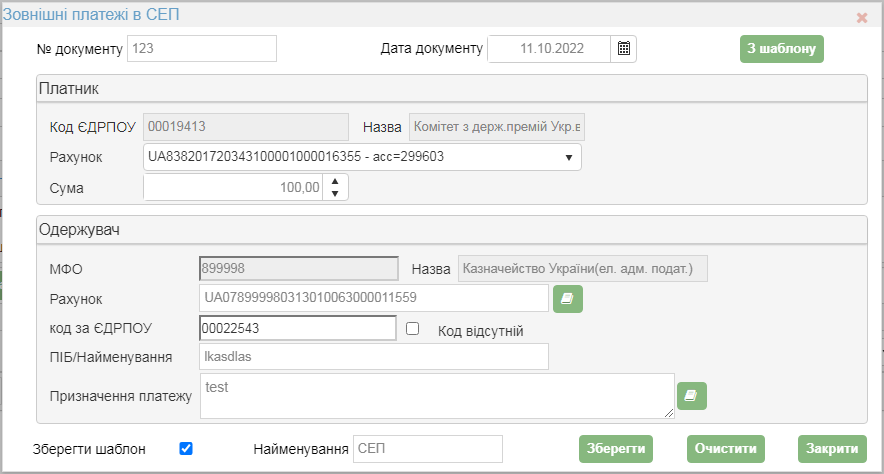 Зовнішні платежі в СЕП
№ документу 123 Дата документу 11.10.2022 З шаблону
Платник
Код ЄДРПОУ 00019413 Назва Комітет з держ.премій Укр.в
Рахунок UA838201720343100001000016355 - acc=299603
Сума 100,00
Одержувач
МФО 899998 Назва Казначейство України(ел. адм. подат.)
Рахунок UA078999980313010063000011559
код за ЄДРПОУ 00022543 Код відсутній
ПІБ/Найменування lkasdlas
Призначення платежу test
Зберегти шаблон Найменування СЕП Зберегти Очистити Закрити